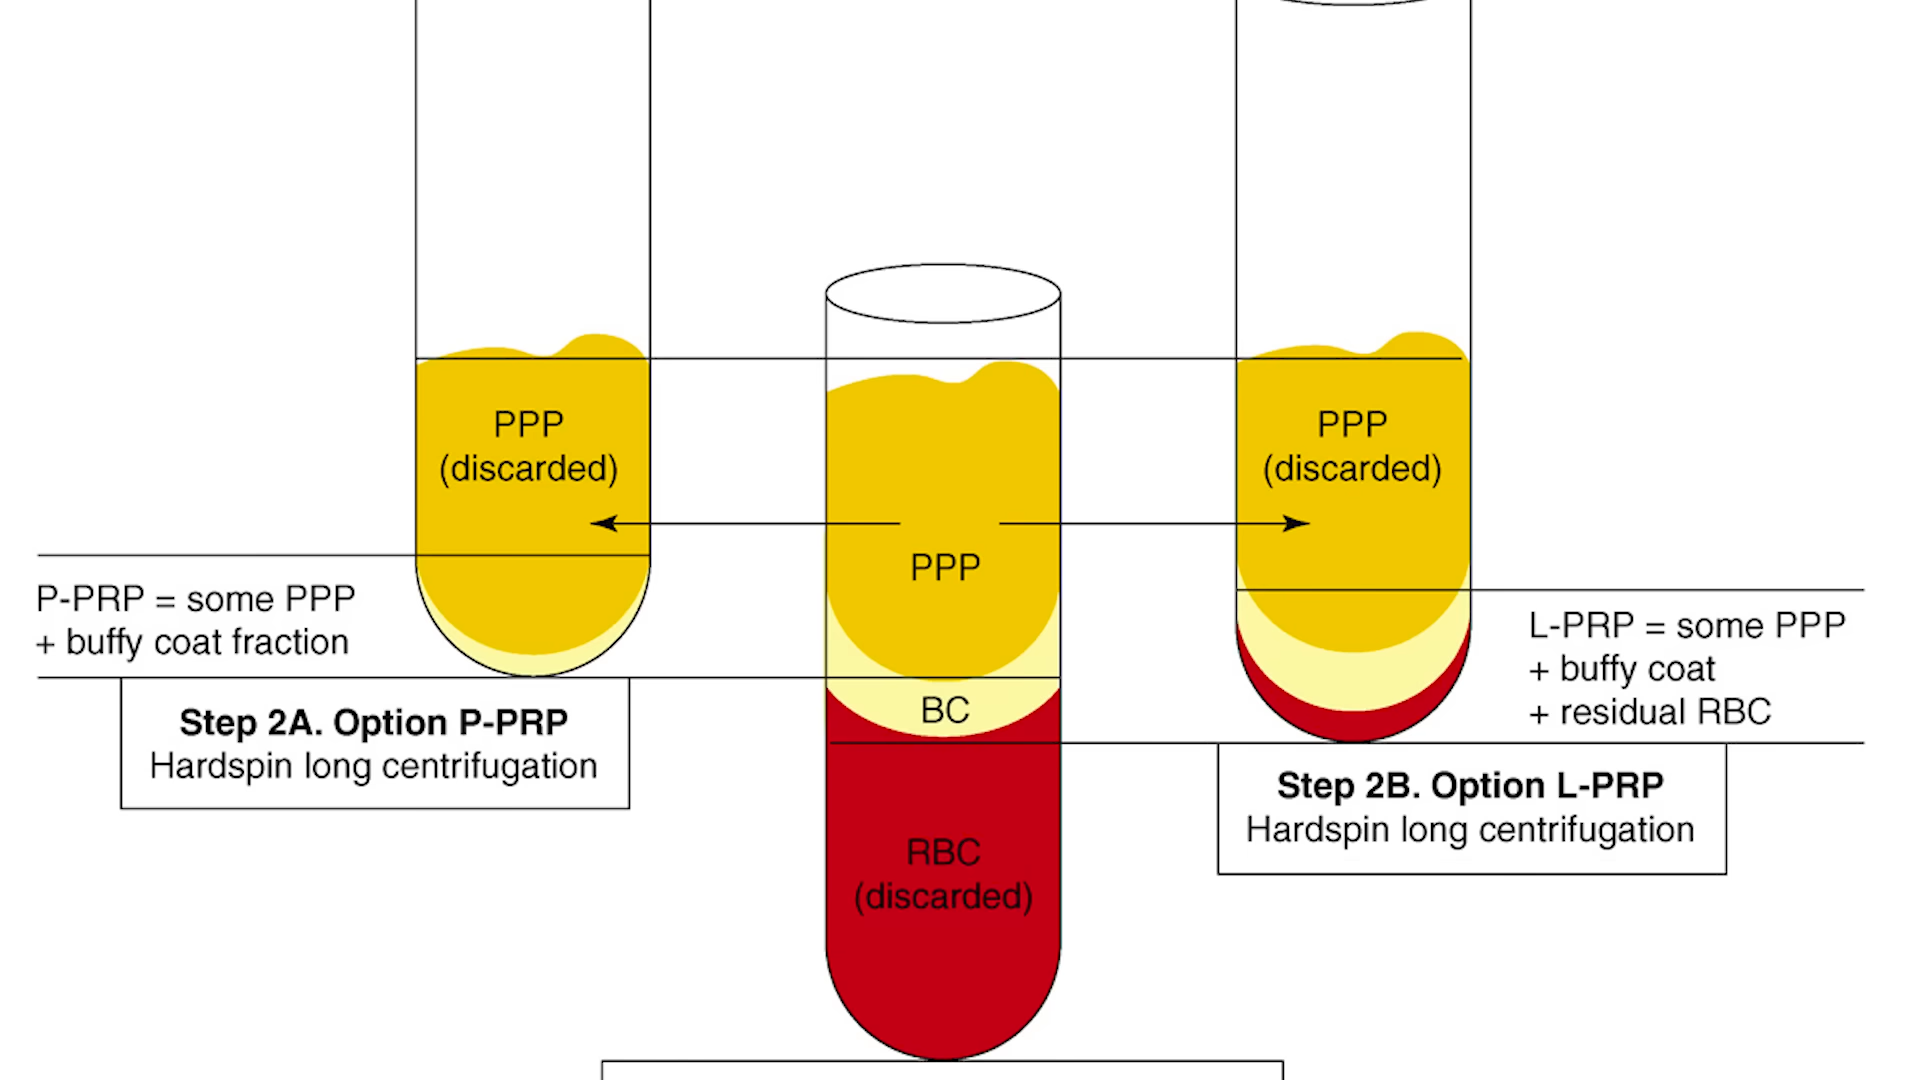 PPP
(discarded)
P-PRP = some PPP
+ buffy coat fraction
Step 2A. Option P-PRP
Hardspin long centrifugation
PPP
BC
RBC
(discarded)
PPP
(discarded)
L-PRP = some PPP
+ buffy coat
+ residual RBC
Step 2B. Option L-PRP
Hardspin long centrifugation